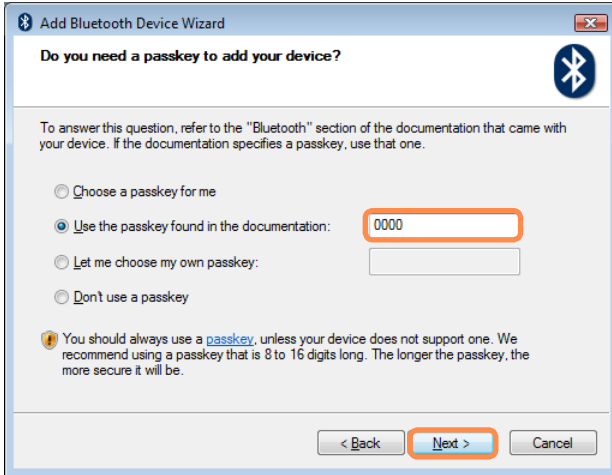 Add Bluetooth Device Wizard
Do you need a passkey to add your device?
To answer this question, refer to the "Bluetooth" section of the documentation that came with
your device. If the documentation specifies a passkey, use that one.
Choose a passkey for me
Use the passkey found in the documentation: 0000
Let me choose my own passkey:
Don't use a passkey
You should always use a passkey, unless your device does not support one. We
recommend using a passkey that is 8 to 16 digits long. The longer the passkey, the
more secure it will be.
< Back Next > Cancel